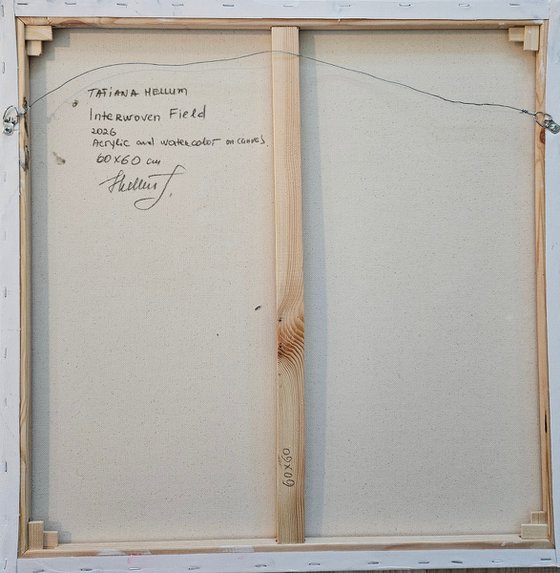 TATIANA HELLUM
Interwoven Field
2026
Acrylic and watercolor on canvas.
60x60 cm
Hellum T.
60x60